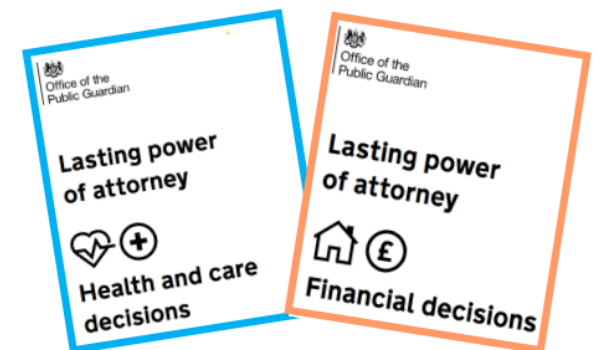 Office of the
Public Guardian
Lasting power
of attorney
Health and care
decisions
Office of the
Public Guardian
Lasting power
of attorney
£
Financial decisions